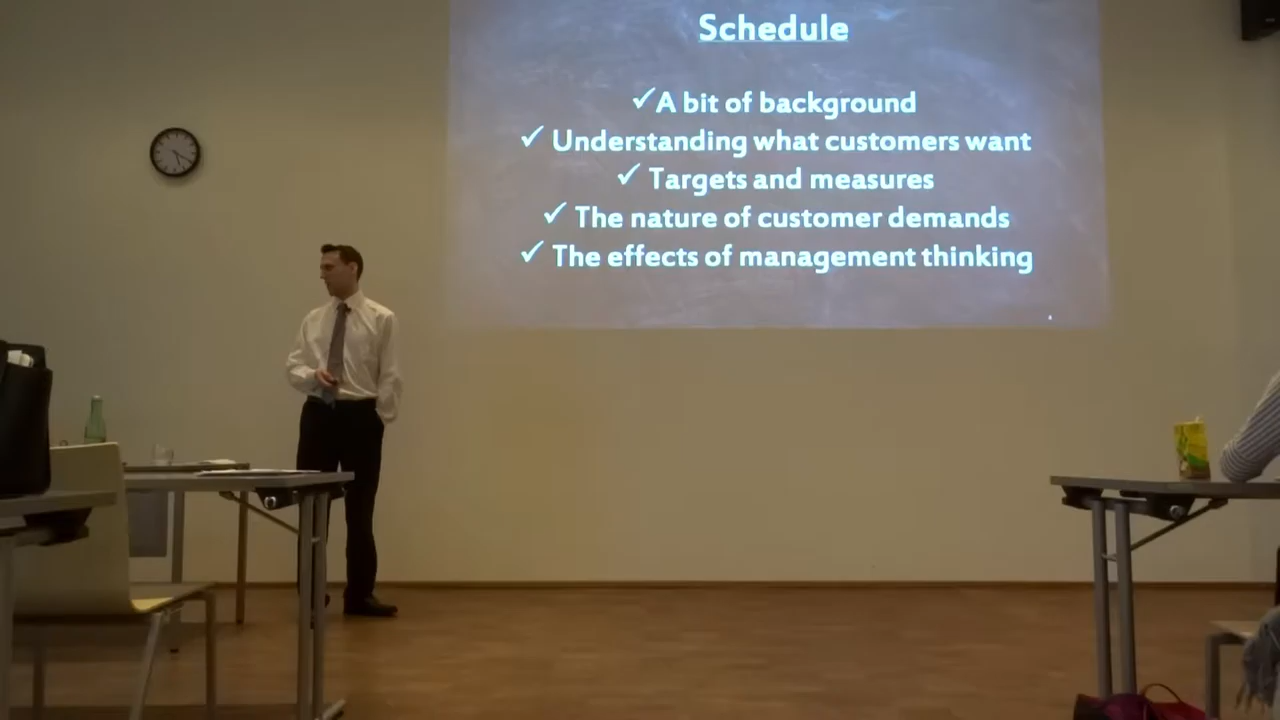 Schedule
✓A bit of background
✓ Understanding what customers want
✓ Targets and measures
✓ The nature of customer demands
✓ The effects of management thinking